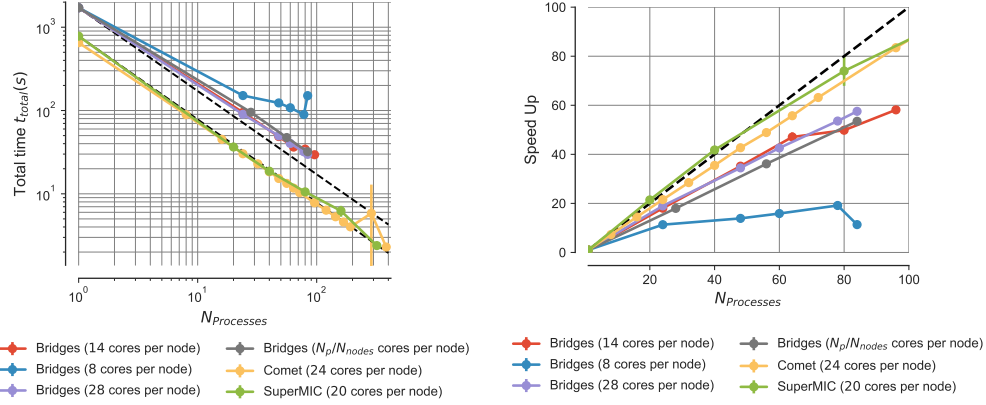 10³
10²
10¹
Total time t_total(s)
10⁰
10¹
10²
N_Processes
Bridges (14 cores per node)
Bridges (8 cores per node)
Bridges (28 cores per node)
Bridges (N_p/N_nodes cores per node)
Comet (24 cores per node)
SuperMIC (20 cores per node)
100
80
60
40
20
0
Speed Up
20
40
60
80
100
N_Processes
Bridges (14 cores per node)
Bridges (8 cores per node)
Bridges (28 cores per node)
Bridges (N_p/N_nodes cores per node)
Comet (24 cores per node)
SuperMIC (20 cores per node)